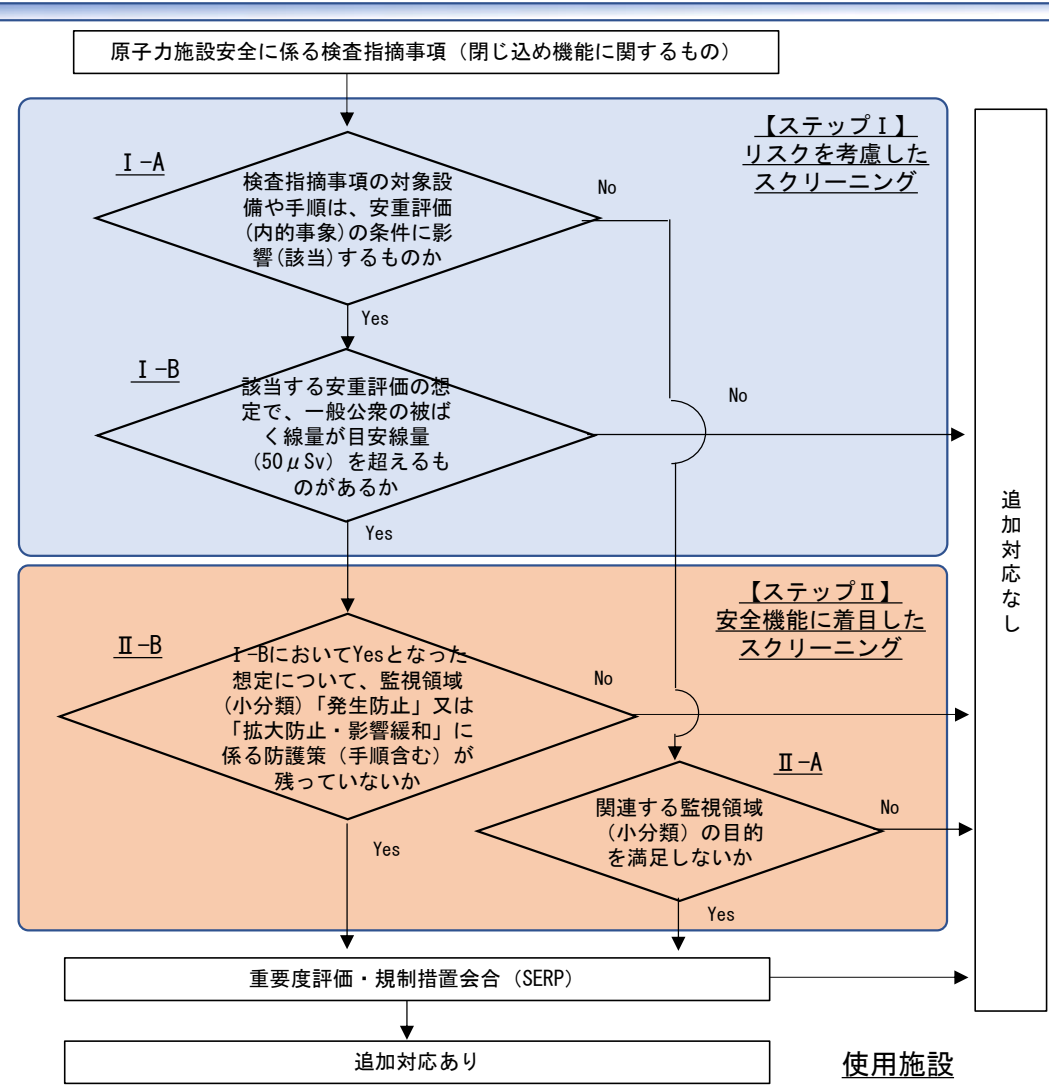 原子力施設安全に係る検査指摘事項（閉じ込め機能に関するもの）
【ステップⅠ】
リスクを考慮した
スクリーニング
Ⅰ-A
検査指摘事項の対象設
備や手順は、安重評価
(内的事象)の条件に影
響(該当)するものか
No
Yes
Ⅰ-B
該当する安重評価の想
定で、一般公衆の被ば
く線量が目安線量
（50μSv）を超えるも
のがあるか
No
Yes
追加対応なし
【ステップⅡ】
安全機能に着目した
スクリーニング
Ⅱ-B
Ⅰ-BにおいてYesとなった
想定について、監視領域
(小分類)「発生防止」又は
「拡大防止・影響緩和」に
係る防護策（手順含む）が
残っていないか
No
Yes
Ⅱ-A
関連する監視領域
（小分類）の目的
を満足しないか
No
Yes
重要度評価・規制措置会合（SERP）
追加対応あり
使用施設